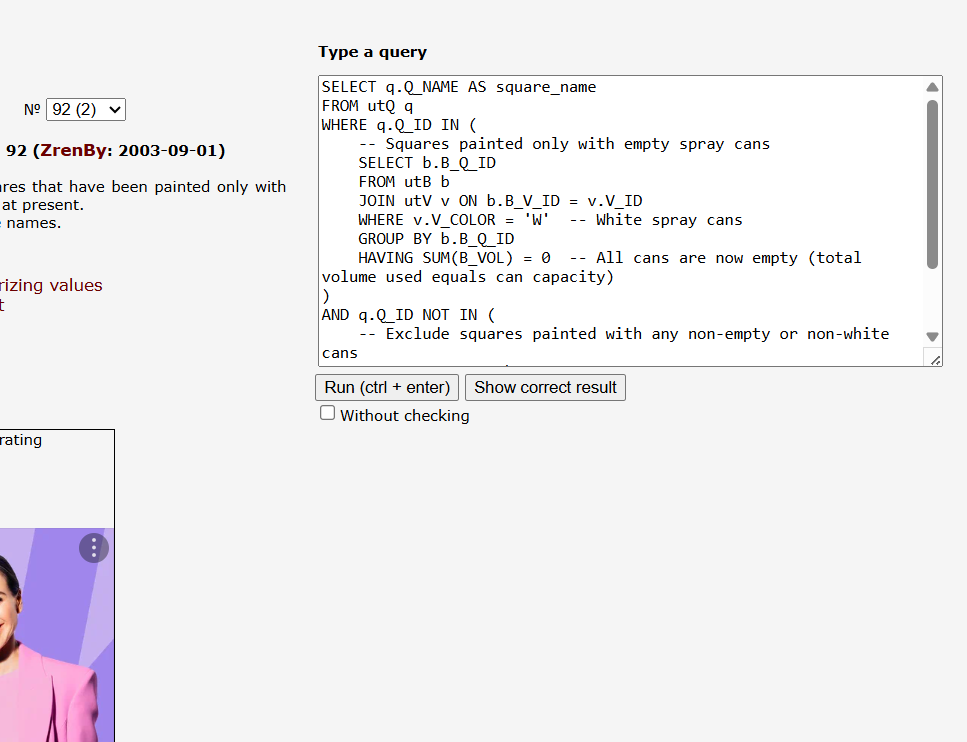 Type a query
Nº 92 (2)
92 (ZrenBy: 2003-09-01)
that have been painted only with
at present.
names.
values
rating
SELECT q.Q_NAME AS square_name
FROM utQ q
WHERE q.Q_ID IN (
-- Squares painted only with empty spray cans
SELECT b.B_Q_ID
FROM utB b
JOIN utV v ON b.B_V_ID = v.V_ID
WHERE v.V_COLOR = 'W'  -- White spray cans
GROUP BY b.B_Q_ID
HAVING SUM(B_VOL) = 0  -- All cans are now empty (total
volume used equals can capacity)
)
AND q.Q_ID NOT IN (
-- Exclude squares painted with any non-empty or non-white
cans
Run (ctrl + enter) Show correct result
Without checking